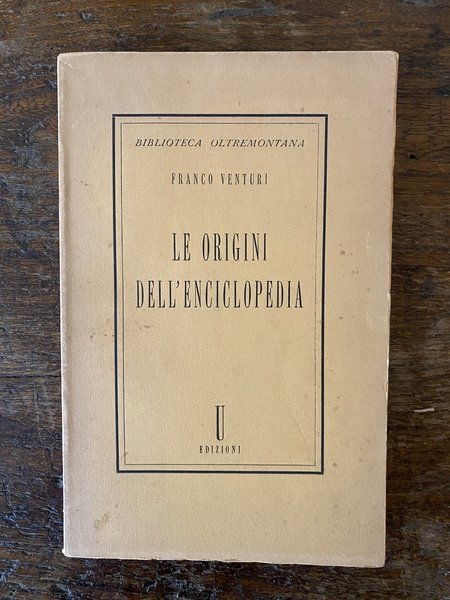 BIBLIOTECA OLTREMONTANA
FRANCO VENTURI
LE ORIGINI
DELL'ENCICLOPEDIA
U
EDIZIONI